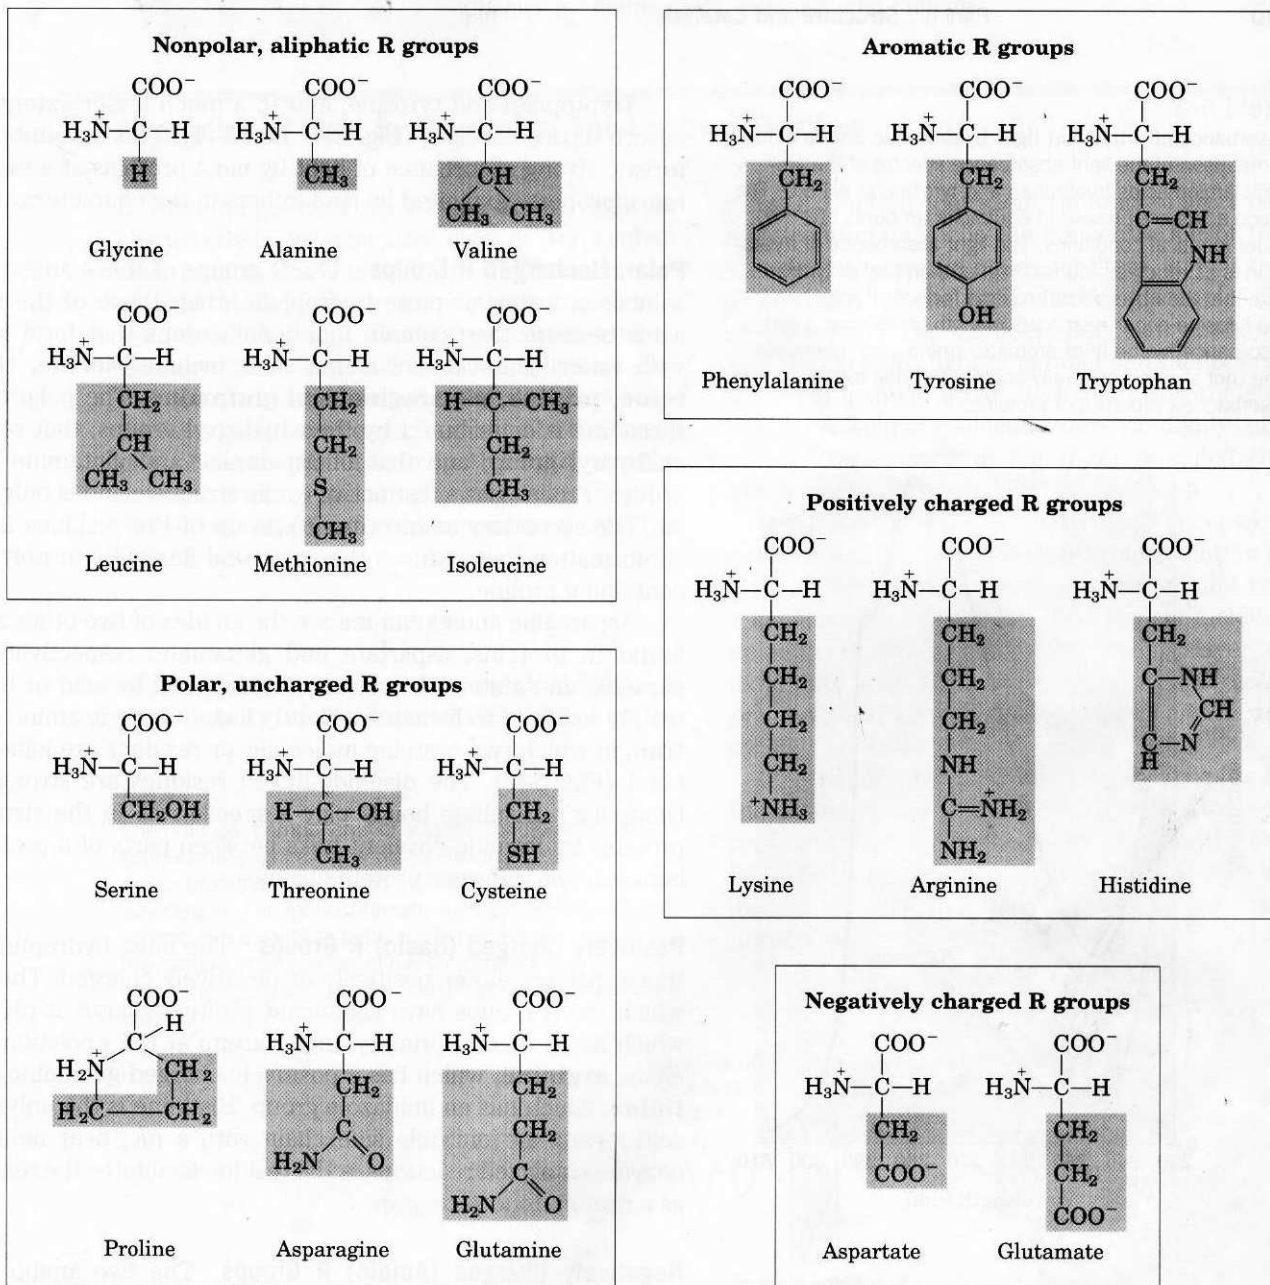 Nonpolar, aliphatic R groups
COO⁻ COO⁻ COO⁻
H₃N⁺—C—H H₃N⁺—C—H H₃N⁺—C—H
H CH₃ CH
CH₃ CH₃
Glycine Alanine Valine
COO⁻ COO⁻ COO⁻
H₃N⁺—C—H H₃N⁺—C—H H₃N⁺—C—H
CH₂ CH₂ H—C—CH₃
CH CH₂ CH₂
CH₃ CH₃ S CH₃
CH₃
Leucine Methionine Isoleucine
Polar, uncharged R groups
COO⁻ COO⁻ COO⁻
H₃N⁺—C—H H₃N⁺—C—H H₃N⁺—C—H
CH₂OH H—C—OH CH₂
CH₃ SH
Serine Threonine Cysteine
COO⁻ COO⁻ COO⁻
C H H₃N⁺—C—H H₃N⁺—C—H
H₂N⁺ CH₂ CH₂ CH₂
H₂C CH₂ C CH₂
H₂N O C
H₂N O
Proline Asparagine Glutamine
Aromatic R groups
COO⁻ COO⁻ COO⁻
H₃N⁺—C—H H₃N⁺—C—H H₃N⁺—C—H
CH₂ CH₂ CH₂
C=CH
NH
OH
Phenylalanine Tyrosine Tryptophan
Positively charged R groups
COO⁻ COO⁻ COO⁻
H₃N⁺—C—H H₃N⁺—C—H H₃N⁺—C—H
CH₂ CH₂ CH₂
CH₂ CH₂ C—NH
CH₂ CH₂ CH
CH₂ NH C—N
⁺NH₃ C=N⁺H₂ H
NH₂
Lysine Arginine Histidine
Negatively charged R groups
COO⁻ COO⁻
H₃N⁺—C—H H₃N⁺—C—H
CH₂ CH₂
COO⁻ CH₂
COO⁻
Aspartate Glutamate